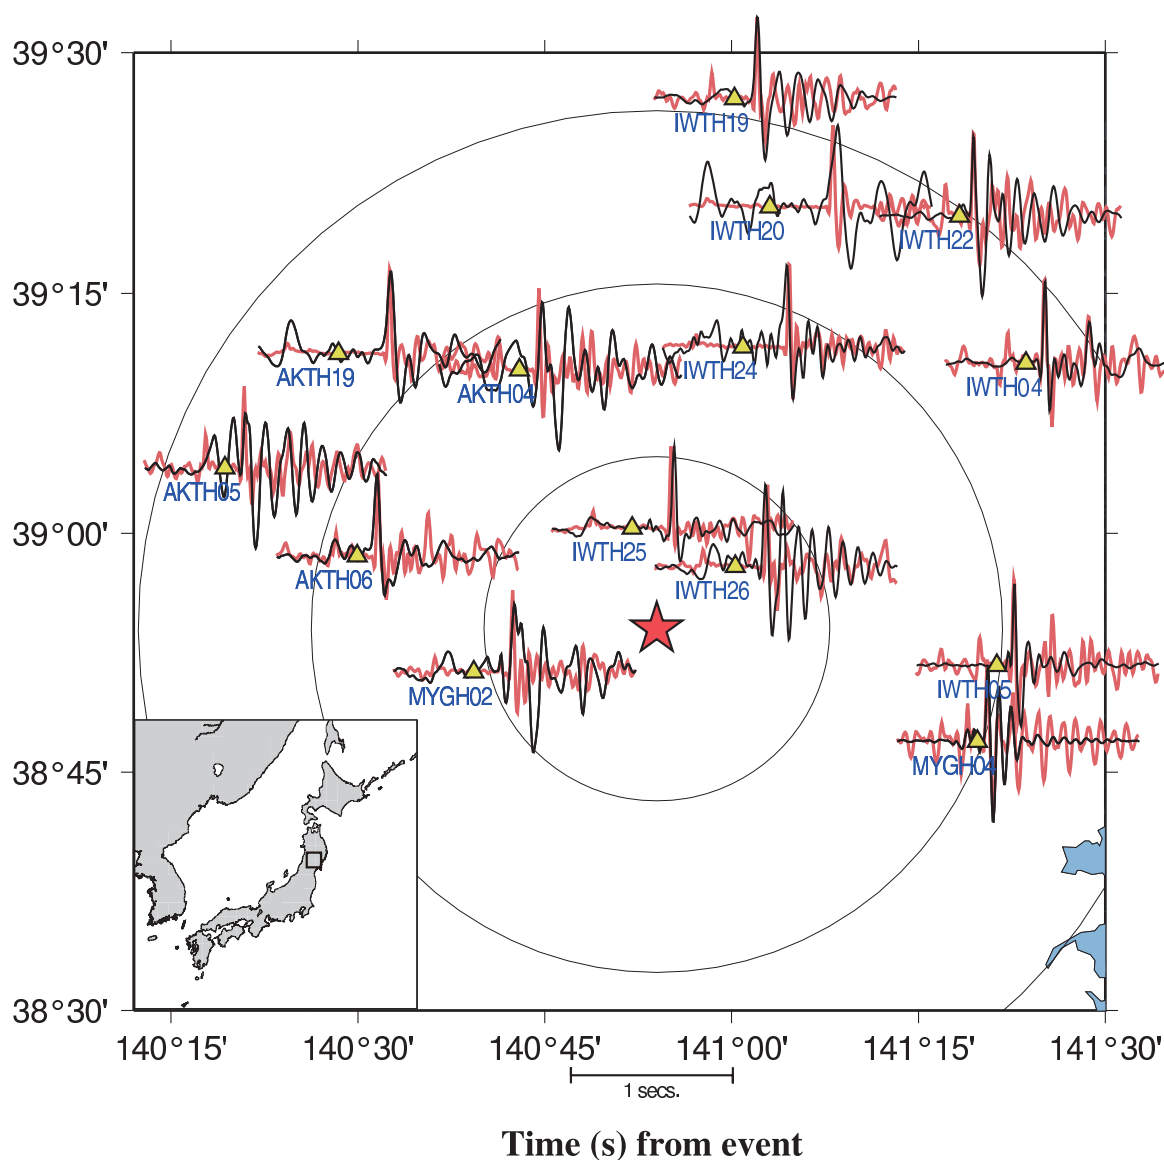 39°30'
IWTH19
IWTH20
IWTH22
39°15'
AKTH19
AKTH04
IWTH24
IWTH04
AKTH05
39°00'
IWTH25
AKTH06
IWTH26
MYGH02
IWTH05
MYGH04
38°45'
38°30'
140°15' 140°30' 140°45' 141°00' 141°15' 141°30'
1 secs.
Time (s) from event